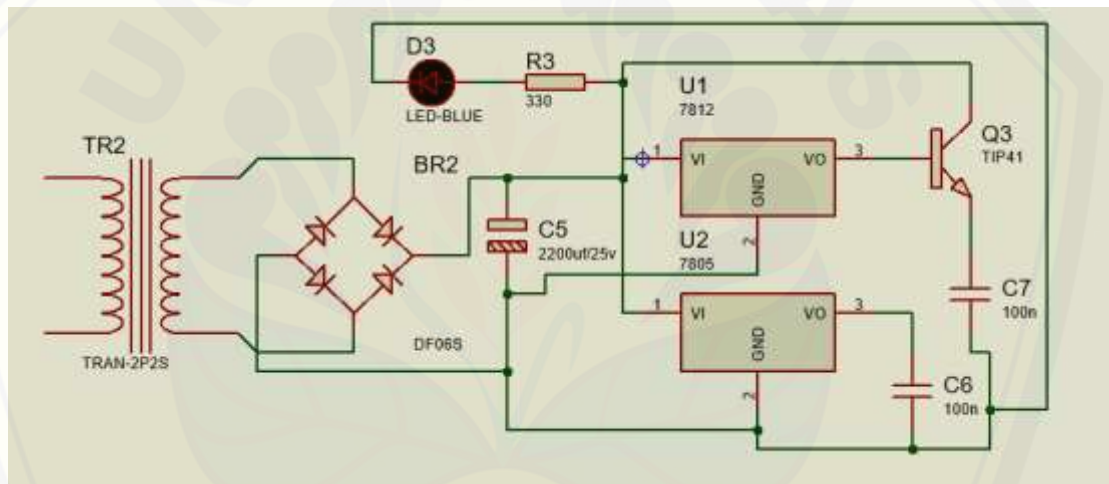 D3
R3
330
LED-BLUE
U1
7812
TR2
BR2
1
VI
VO
3
GND
2
Q3
TIP41
C5
2200uf/25v
U2
7805
1
VI
VO
3
GND
2
C7
100n
DF06S
TRAN-2P2S
C6
100n